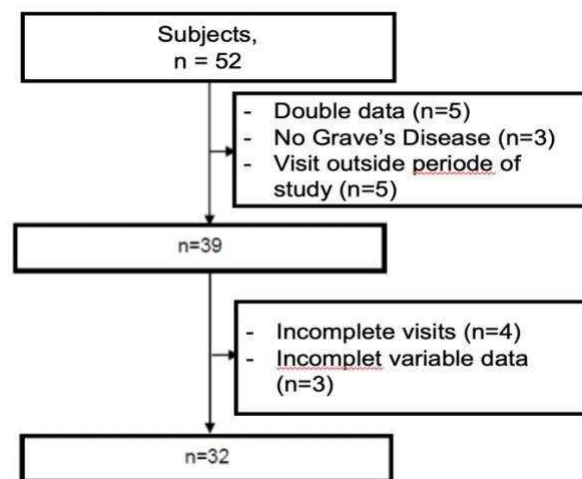 Subjects,
n = 52
- Double data (n=5)
- No Grave's Disease (n=3)
- Visit outside periode of
study (n=5)
n=39
- Incomplete visits (n=4)
- Incomplet variable data
(n=3)
n=32